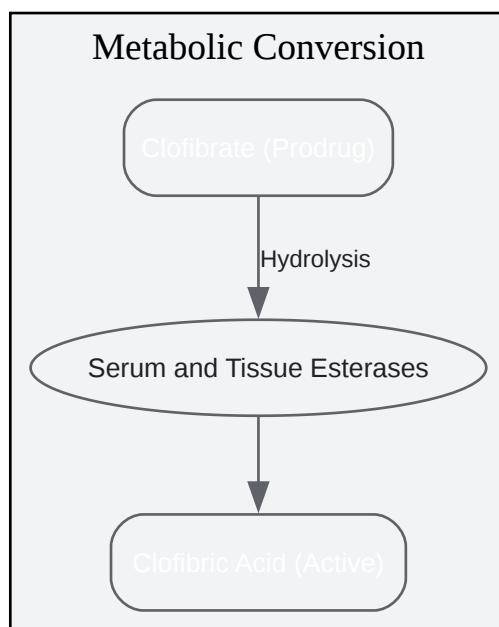 Metabolic Conversion
Clofibrate (Prodrug)
Hydrolysis
Serum and Tissue Esterases
Clofibric Acid (Active)